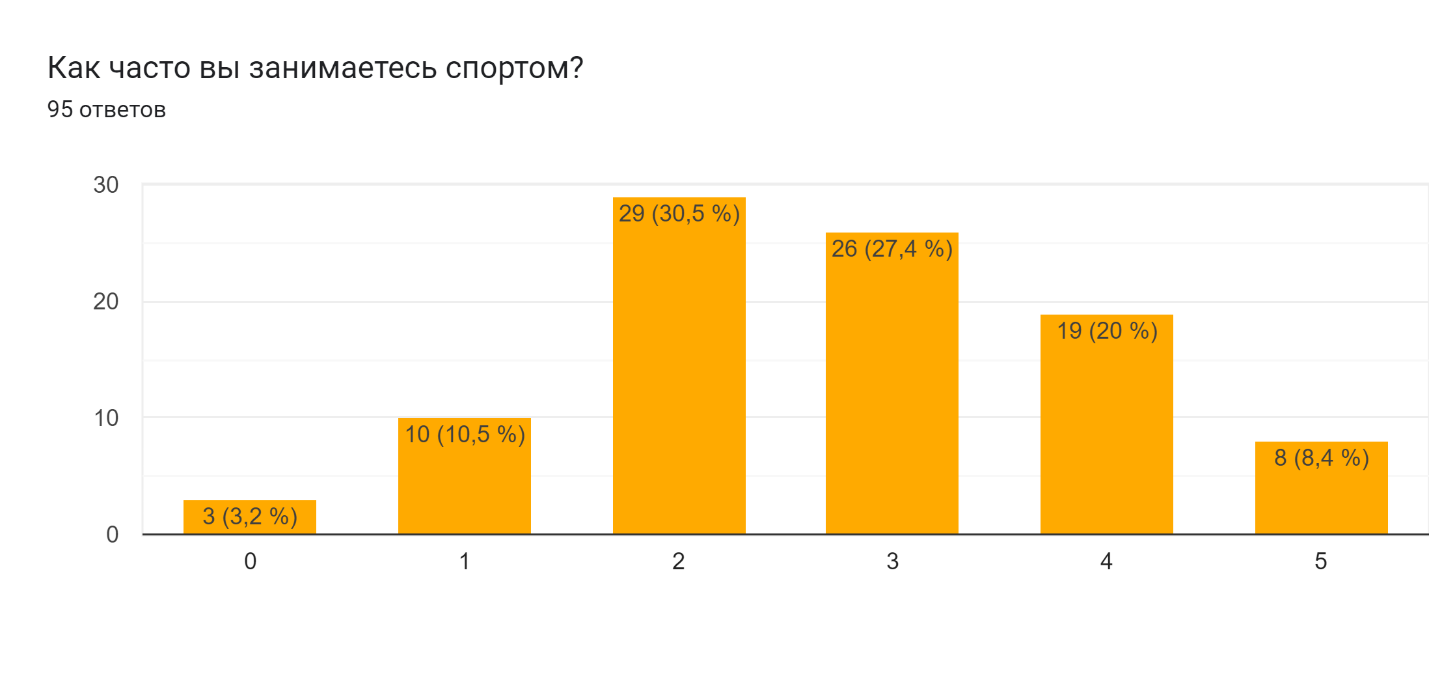 Как часто вы занимаетесь спортом?
95 ответов
30
29 (30,5 %)
26 (27,4 %)
20
19 (20 %)
10
10 (10,5 %)
8 (8,4 %)
3 (3,2 %)
0
0 1 2 3 4 5